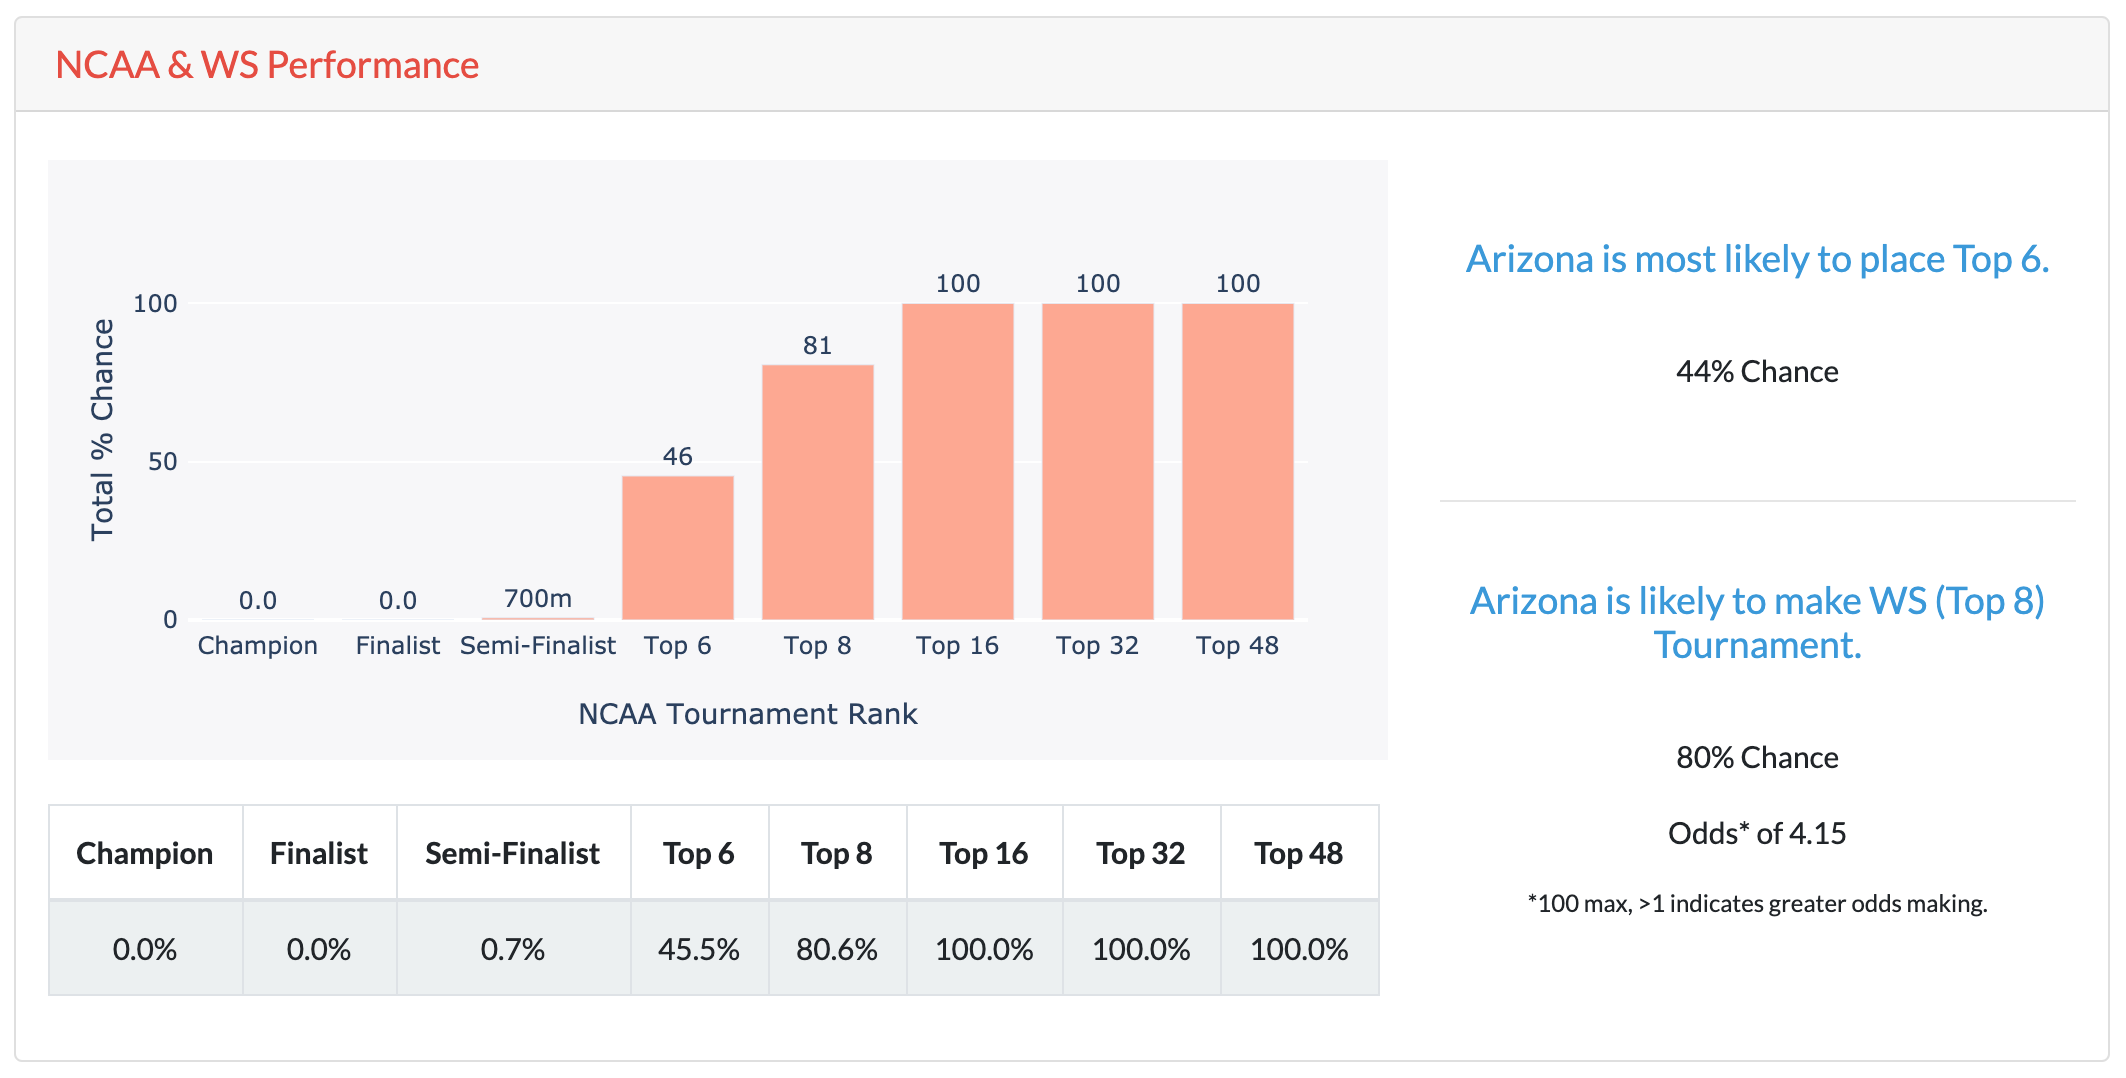 NCAA & WS Performance
Total % Chance
100
50
0
0.0
0.0
700m
46
81
100
100
100
Champion
Finalist
Semi-Finalist
Top 6
Top 8
Top 16
Top 32
Top 48
NCAA Tournament Rank
Champion Finalist Semi-Finalist Top 6 Top 8 Top 16 Top 32 Top 48
0.0% 0.0% 0.7% 45.5% 80.6% 100.0% 100.0% 100.0%
Arizona is most likely to place Top 6.
44% Chance
Arizona is likely to make WS (Top 8)
Tournament.
80% Chance
Odds* of 4.15
*100 max, >1 indicates greater odds making.